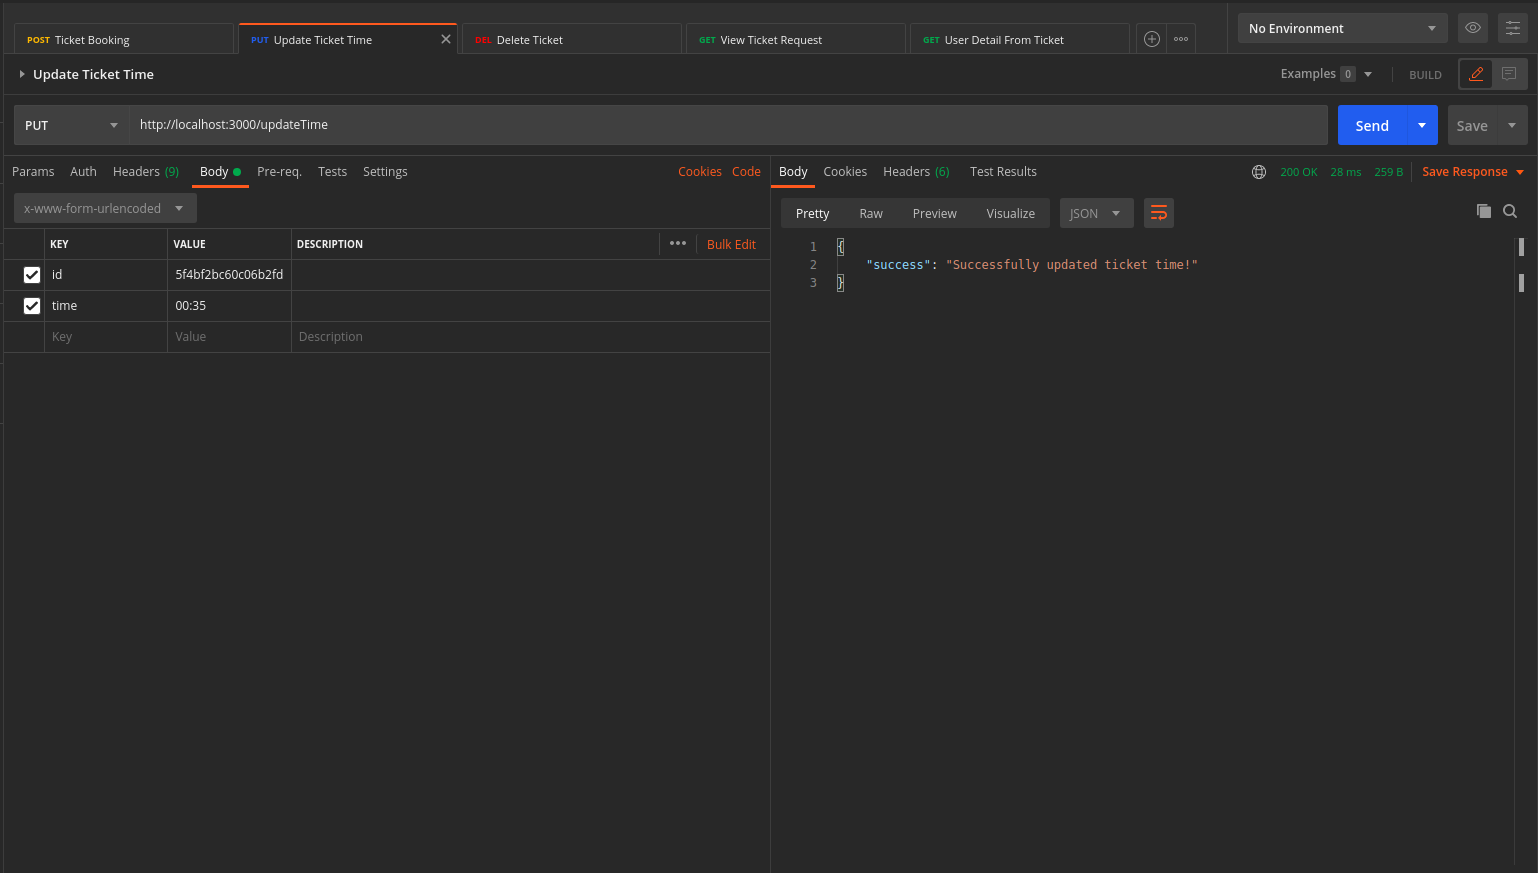 POST Ticket Booking
PUT Update Ticket Time
DEL Delete Ticket
GET View Ticket Request
GET User Detail From Ticket
No Environment
Update Ticket Time
Examples 0
BUILD
PUT
http://localhost:3000/updateTime
Send
Save
Params Auth Headers (9) Body Pre-req. Tests Settings
Cookies Code
Body Cookies Headers (6) Test Results
200 OK 28 ms 259 B
Save Response
x-www-form-urlencoded
Pretty Raw Preview Visualize
JSON
KEY VALUE DESCRIPTION
Bulk Edit
id 5f4bf2bc60c06b2fd
time 00:35
Key Value Description
1 {
2 "success": "Successfully updated ticket time!"
3 }